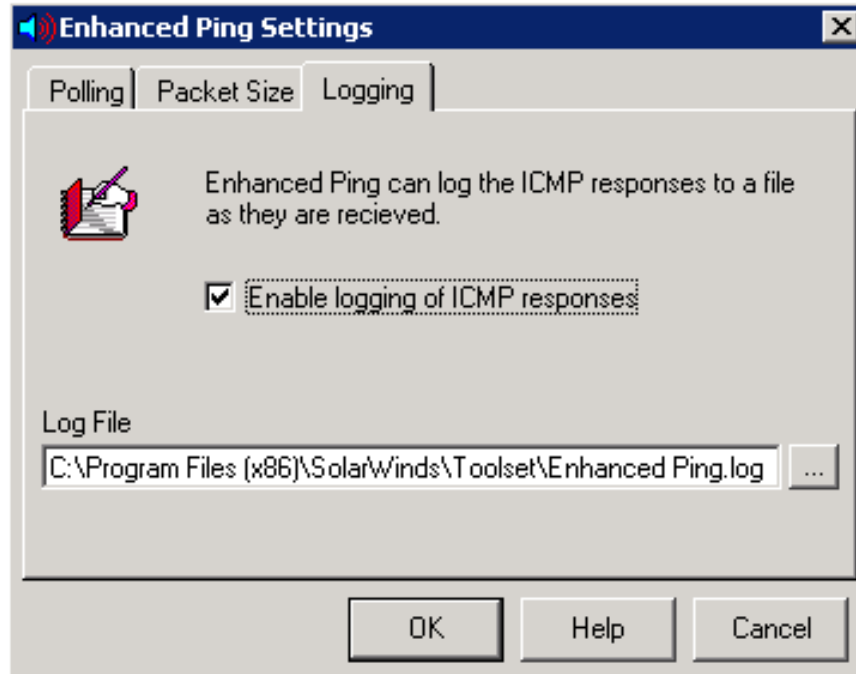 Enhanced Ping Settings
Polling
Packet Size
Logging
Enhanced Ping can log the ICMP responses to a file
as they are recieved.
Enable logging of ICMP responses
Log File
C:\Program Files (x86)\SolarWinds\Toolset\Enhanced Ping.log
...
OK
Help
Cancel